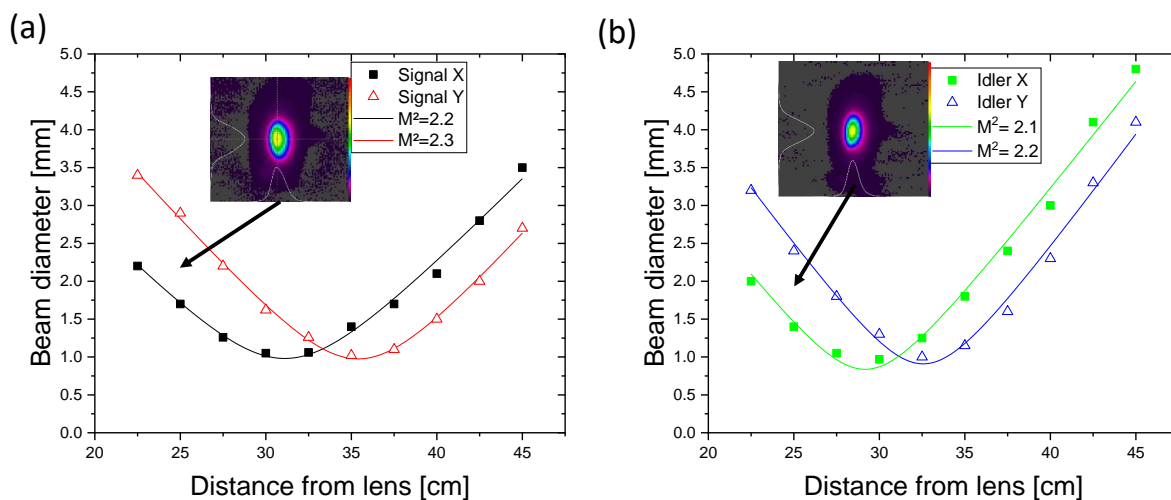 (a)
Beam diameter [mm]
5.0
4.5
4.0
3.5
3.0
2.5
2.0
1.5
1.0
0.5
0.0
Signal X
Signal Y
M²=2.2
M²=2.3
20 25 30 35 40 45
Distance from lens [cm]
(b)
Beam diameter [mm]
5.0
4.5
4.0
3.5
3.0
2.5
2.0
1.5
1.0
0.5
0.0
Idler X
Idler Y
M²= 2.1
M²= 2.2
20 25 30 35 40 45
Distance from lens [cm]